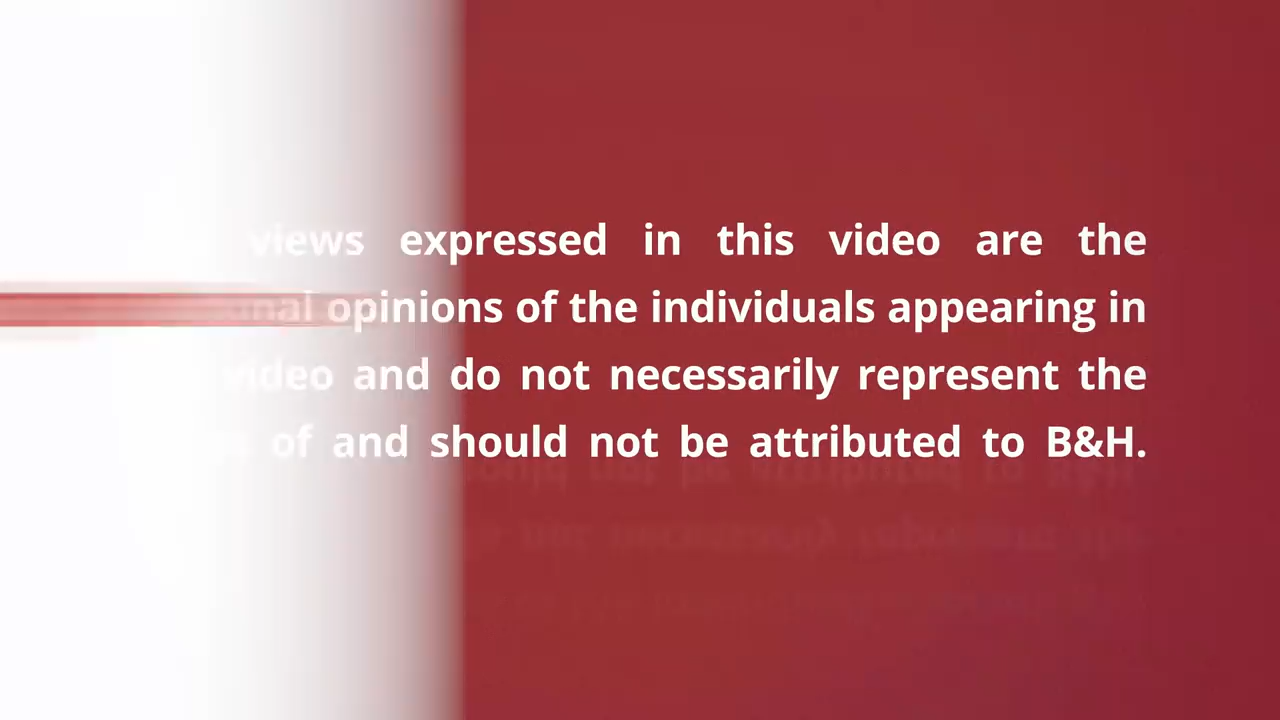 views expressed in this video are the
opinions of the individuals appearing in
video and do not necessarily represent the
of and should not be attributed to B&H.